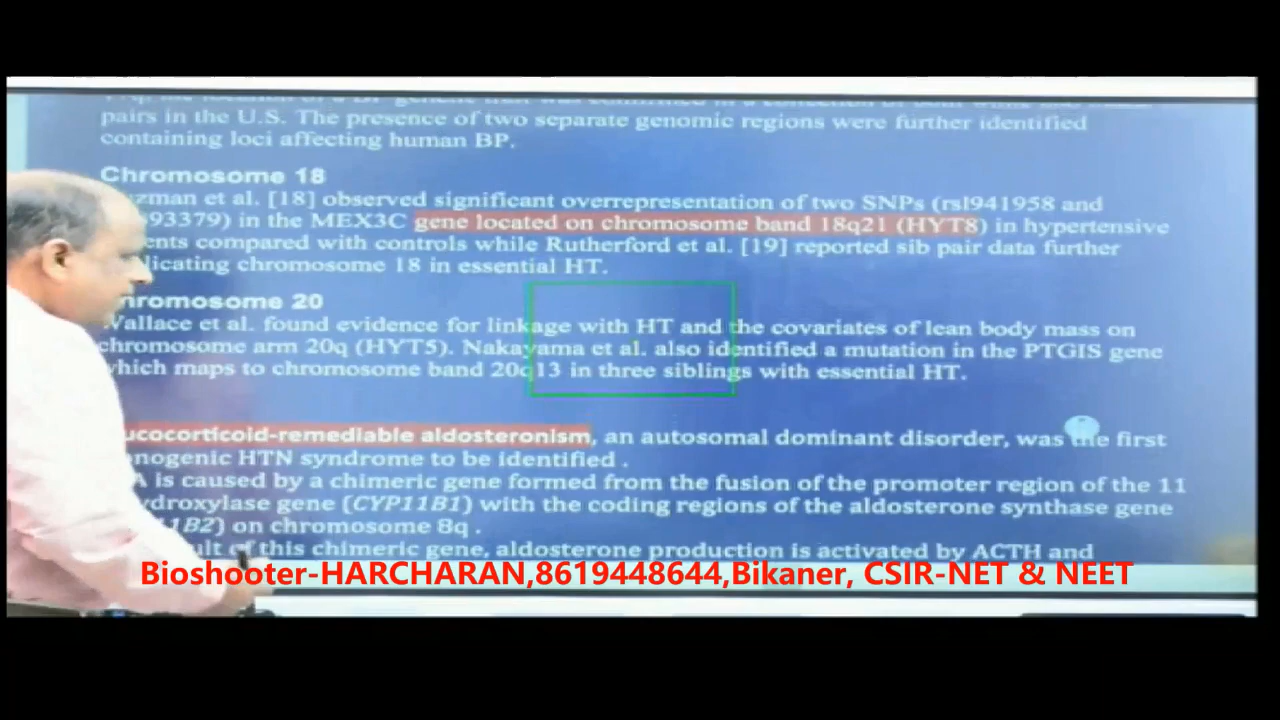 pairs in the U.S. The presence of two separate genomic regions were further identified
containing loci affecting human BP.
Chromosome 18
et al. [18] observed significant overrepresentation of two SNPs (rsl941958 and
93379) in the MEX3C gene located on chromosome band 18q21 (HYT8) in hypertensive
compared with controls while Rutherford et al. [19] reported sib pair data further
chromosome 18 in essential HT.
hromosome 20
Wallace et al. found evidence for linkage with HT and the covariates of lean body mass on
chromosome arm 20q (HYT5). Nakayama et al. also identified a mutation in the PTGIS gene
which maps to chromosome band 20q13 in three siblings with essential HT.
ucocorticoid-remediable aldosteronism, an autosomal dominant disorder, was the first
nogenic HTN syndrome to be identified .
A is caused by a chimeric gene formed from the fusion of the promoter region of the 11
ydroxylase gene (CYP11B1) with the coding regions of the aldosterone synthase gene
11B2) on chromosome 8q .
ult of this chimeric gene, aldosterone production is activated by ACTH and
Bioshooter-HARCHARAN,8619448644,Bikaner, CSIR-NET & NEET